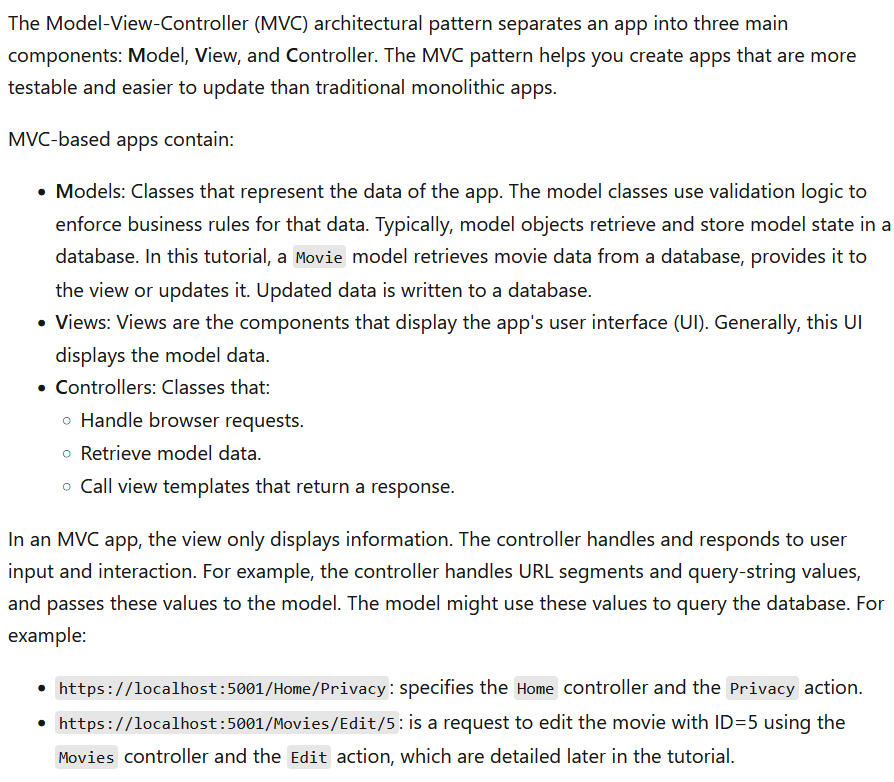 The Model-View-Controller (MVC) architectural pattern separates an app into three main
components: Model, View, and Controller. The MVC pattern helps you create apps that are more
testable and easier to update than traditional monolithic apps.
MVC-based apps contain:
• Models: Classes that represent the data of the app. The model classes use validation logic to
enforce business rules for that data. Typically, model objects retrieve and store model state in a
database. In this tutorial, a Movie model retrieves movie data from a database, provides it to
the view or updates it. Updated data is written to a database.
• Views: Views are the components that display the app's user interface (UI). Generally, this UI
displays the model data.
• Controllers: Classes that:
○ Handle browser requests.
○ Retrieve model data.
○ Call view templates that return a response.
In an MVC app, the view only displays information. The controller handles and responds to user
input and interaction. For example, the controller handles URL segments and query-string values,
and passes these values to the model. The model might use these values to query the database. For
example:
• https://localhost:5001/Home/Privacy: specifies the Home controller and the Privacy action.
• https://localhost:5001/Movies/Edit/5: is a request to edit the movie with ID=5 using the
Movies controller and the Edit action, which are detailed later in the tutorial.